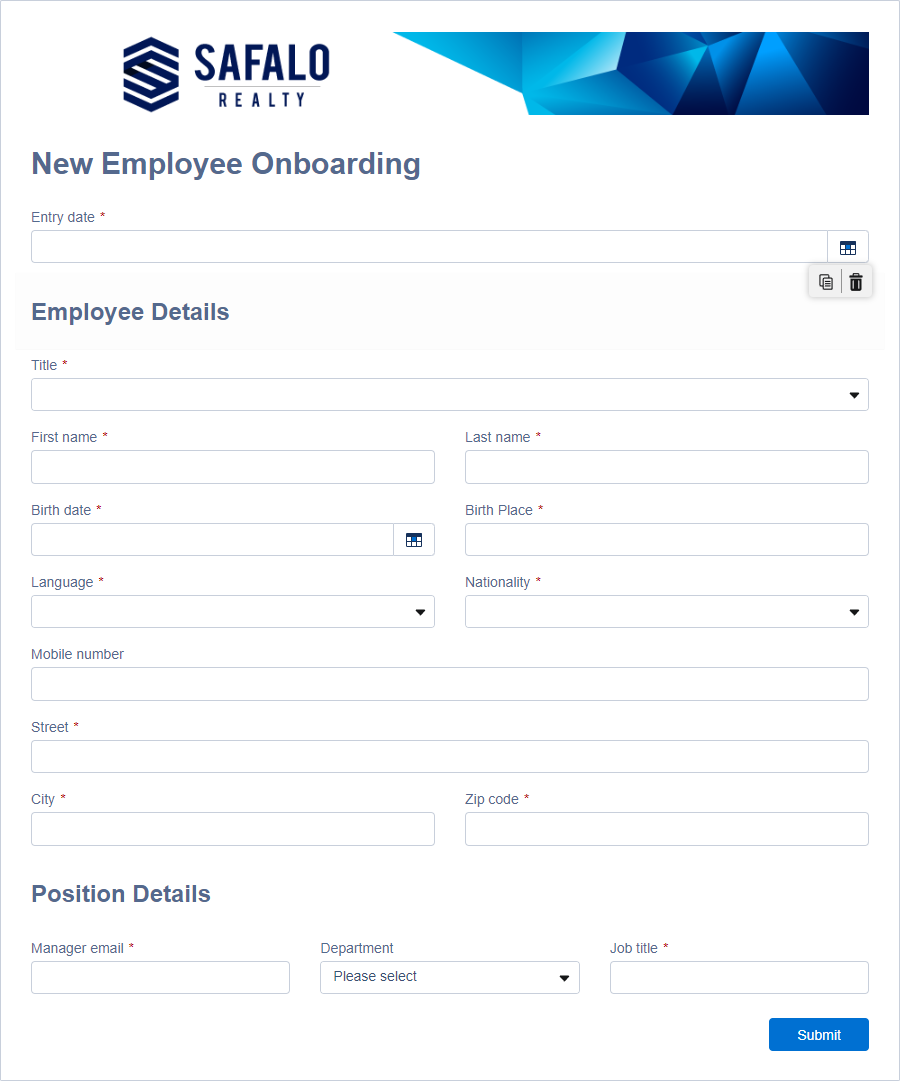 SAFALO
REALTY
New Employee Onboarding
Entry date *
Employee Details
Title *
First name * Last name *
Birth date * Birth Place *
Language * Nationality *
Mobile number
Street *
City * Zip code *
Position Details
Manager email * Department Job title *
Please select
Submit